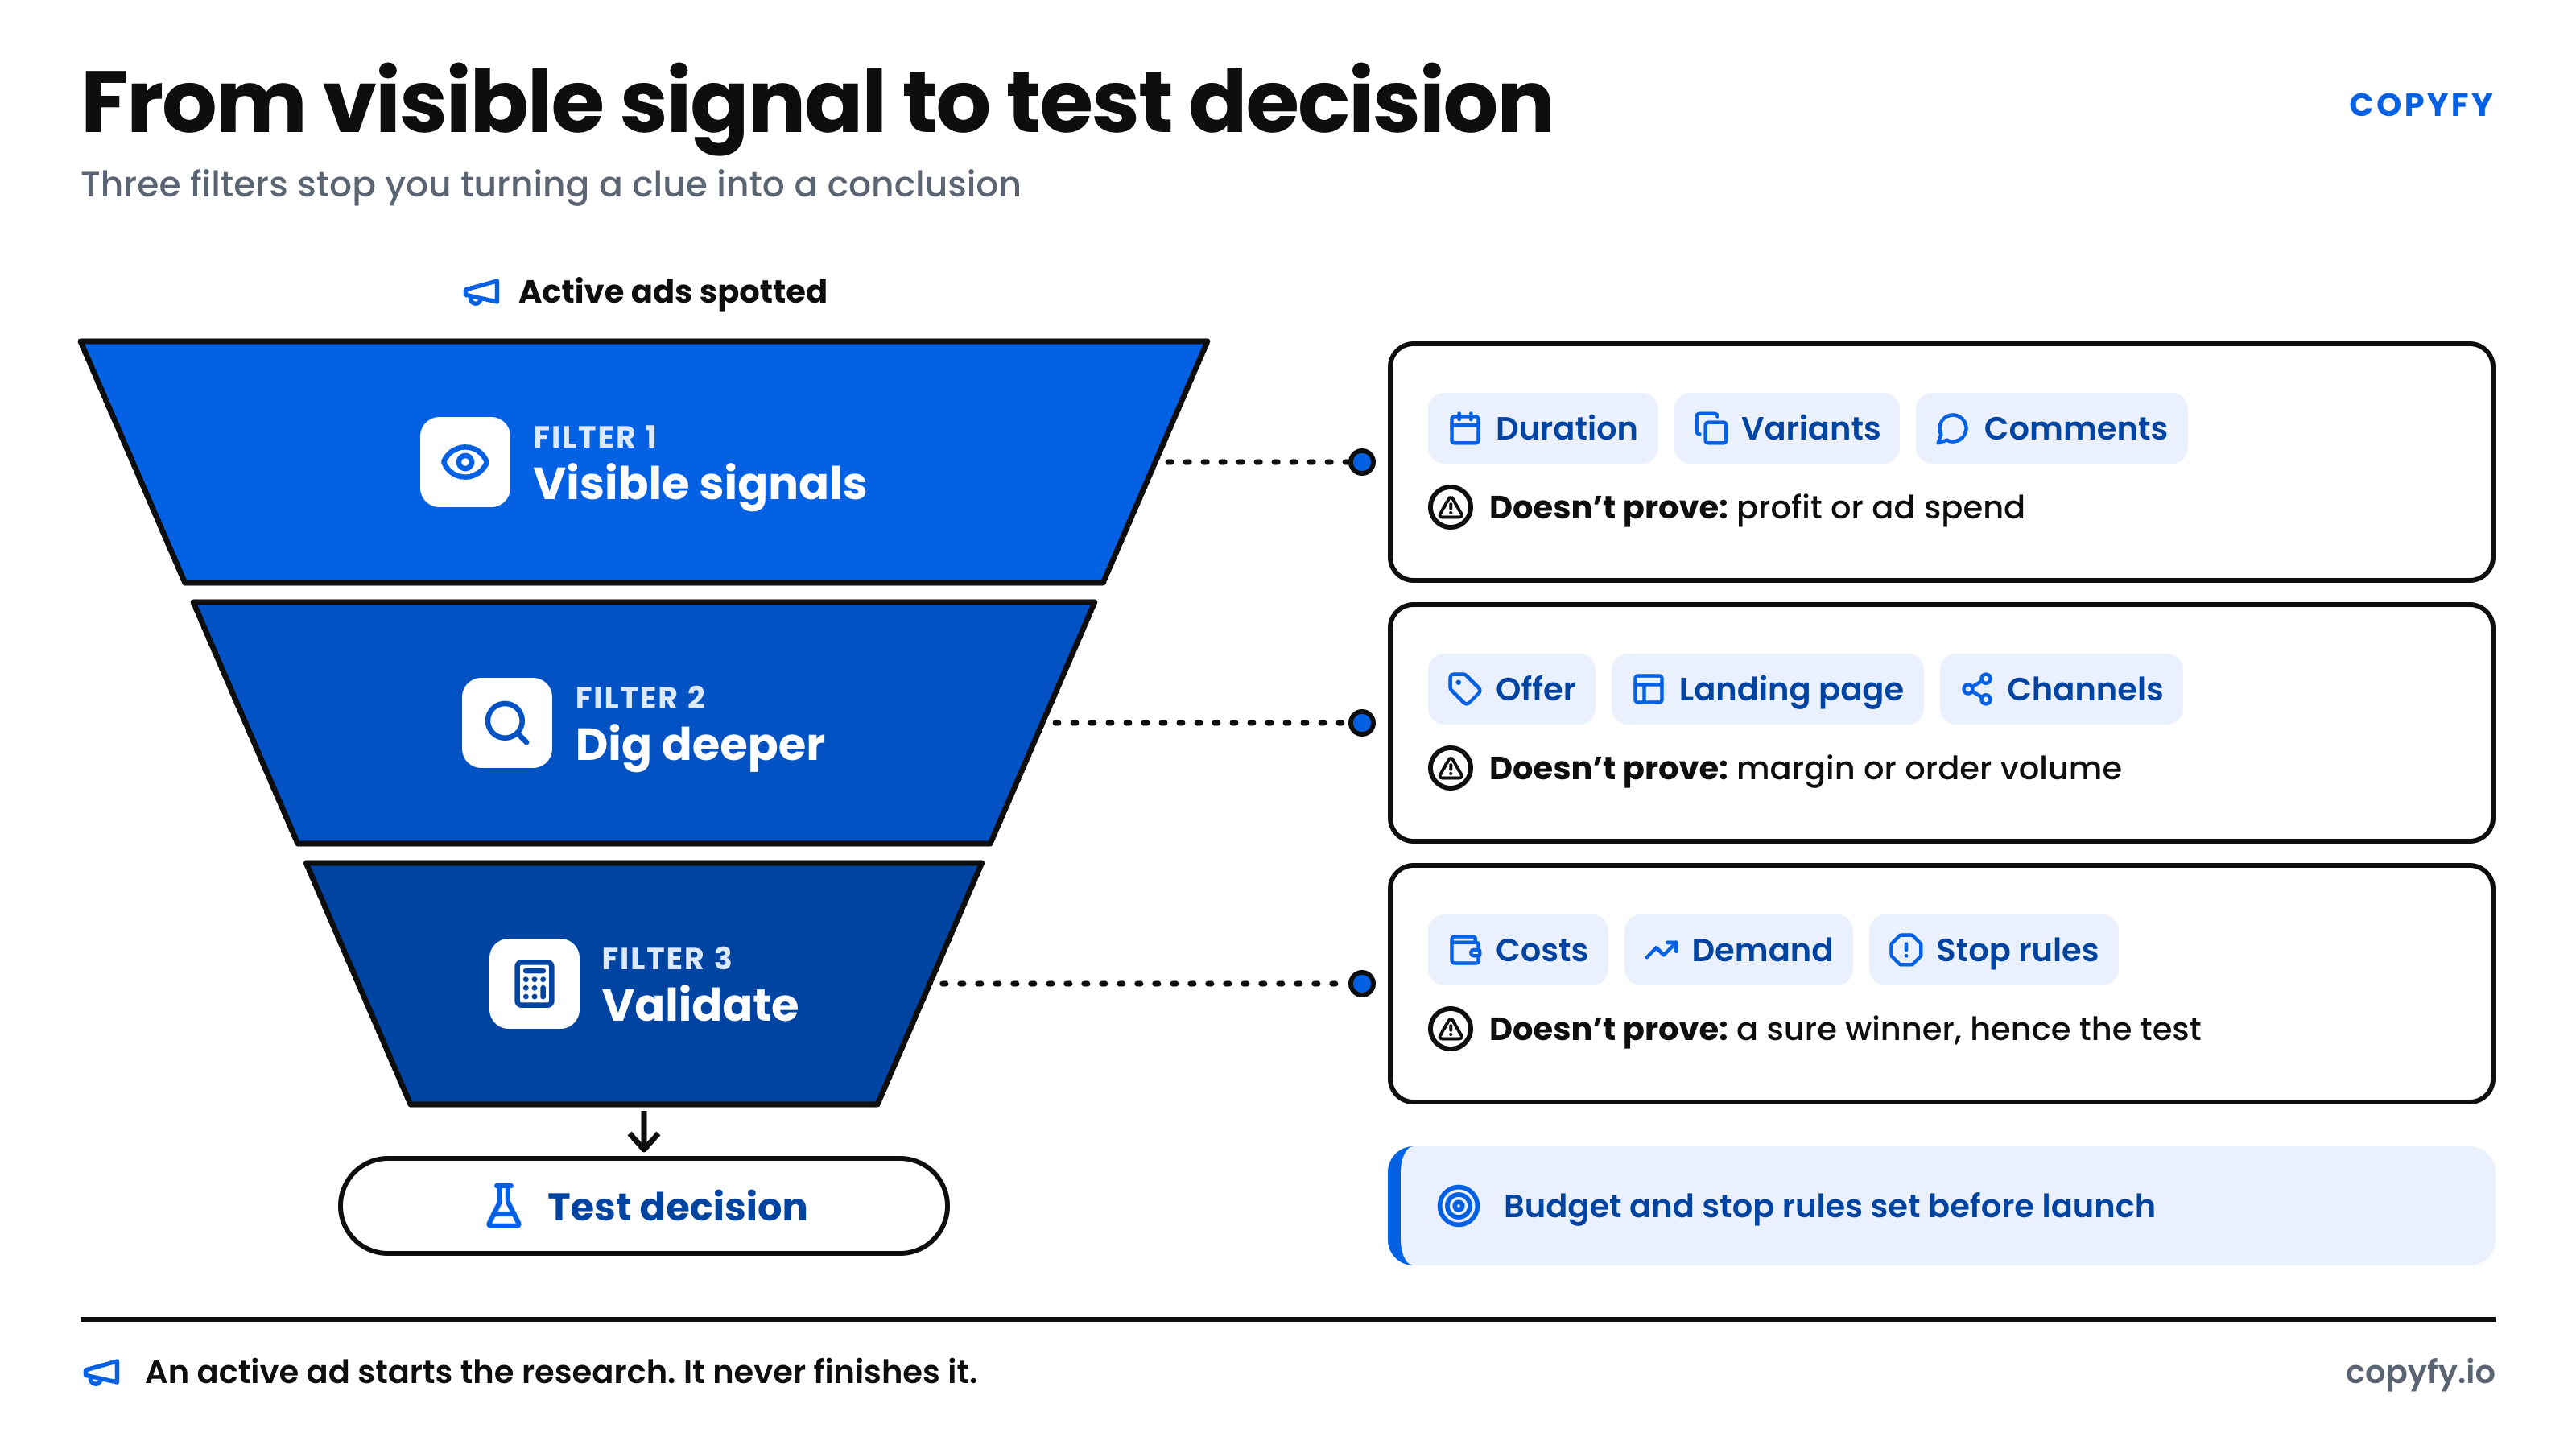 From visible signal to test decision
COPYFY
Three filters stop you turning a clue into a conclusion
Active ads spotted
FILTER 1
Visible signals
Duration
Variants
Comments
Doesn’t prove: profit or ad spend
FILTER 2
Dig deeper
Offer
Landing page
Channels
Doesn’t prove: margin or order volume
FILTER 3
Validate
Costs
Demand
Stop rules
Doesn’t prove: a sure winner, hence the test
Test decision
Budget and stop rules set before launch
An active ad starts the research. It never finishes it.
copyfy.io